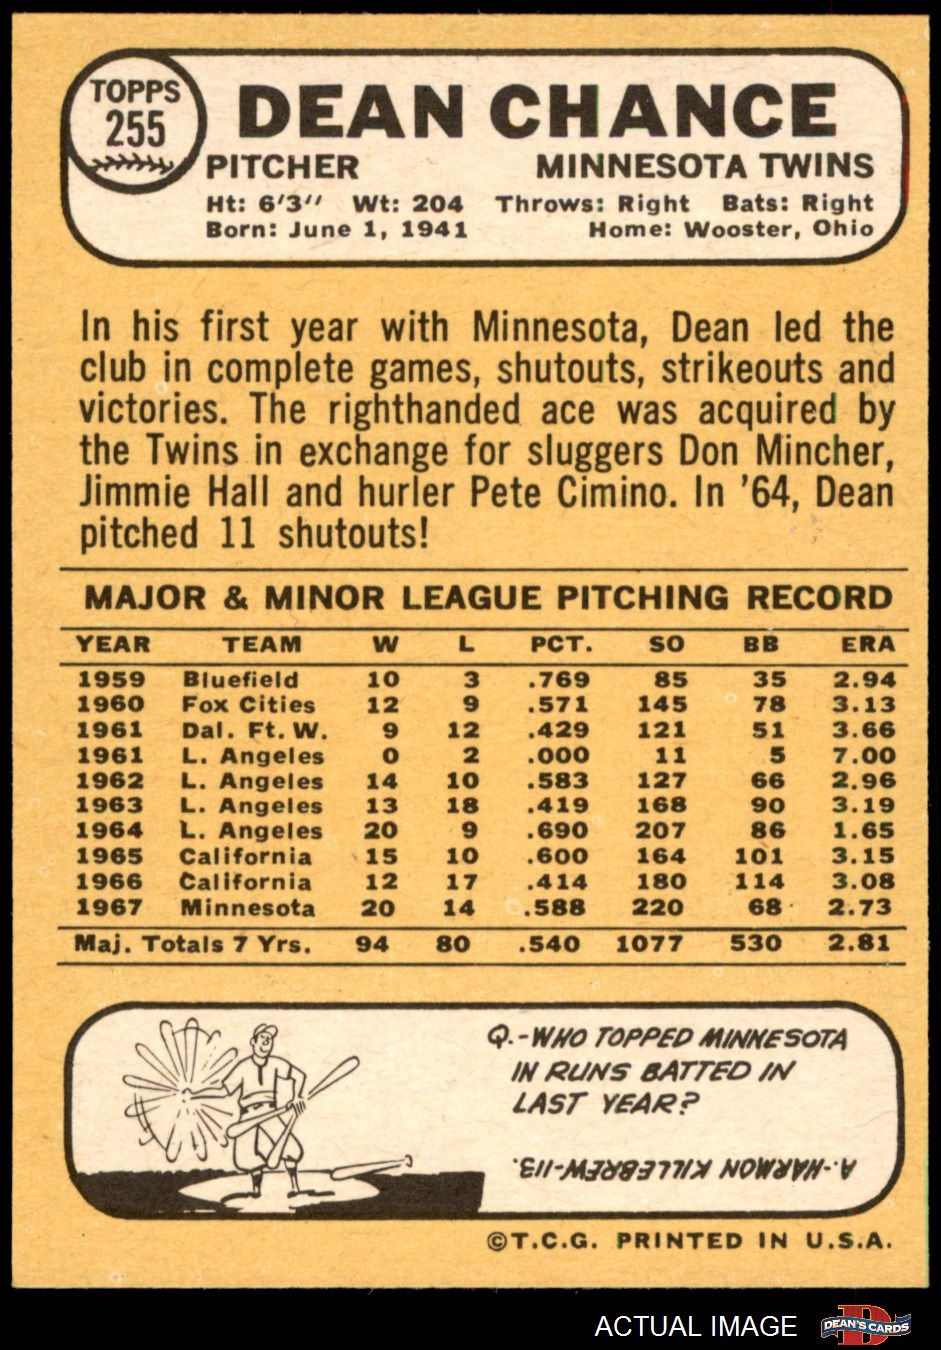 TOPPS
255
DEAN CHANCE
PITCHER MINNESOTA TWINS
Ht: 6'3" Wt: 204 Throws: Right Bats: Right
Born: June 1, 1941 Home: Wooster, Ohio
In his first year with Minnesota, Dean led the
club in complete games, shutouts, strikeouts and
victories. The righthanded ace was acquired by
the Twins in exchange for sluggers Don Mincher,
Jimmie Hall and hurler Pete Cimino. In '64, Dean
pitched 11 shutouts!
MAJOR & MINOR LEAGUE PITCHING RECORD
YEAR TEAM W L PCT. SO BB ERA
1959 Bluefield 10 3 .769 85 35 2.94
1960 Fox Cities 12 9 .571 145 78 3.13
1961 Dal. Ft. W. 9 12 .429 121 51 3.66
1961 L. Angeles 0 2 .000 11 5 7.00
1962 L. Angeles 14 10 .583 127 66 2.96
1963 L. Angeles 13 18 .419 168 90 3.19
1964 L. Angeles 20 9 .690 207 86 1.65
1965 California 15 10 .600 164 101 3.15
1966 California 12 17 .414 180 114 3.08
1967 Minnesota 20 14 .588 220 68 2.73
Maj. Totals 7 Yrs. 94 80 .540 1077 530 2.81
Q.-WHO TOPPED MINNESOTA
IN RUNS BATTED IN
LAST YEAR?
A.-HARMON KILLEBREW-113.
©T.C.G. PRINTED IN U.S.A.
ACTUAL IMAGE
D
DEAN'S CARDS